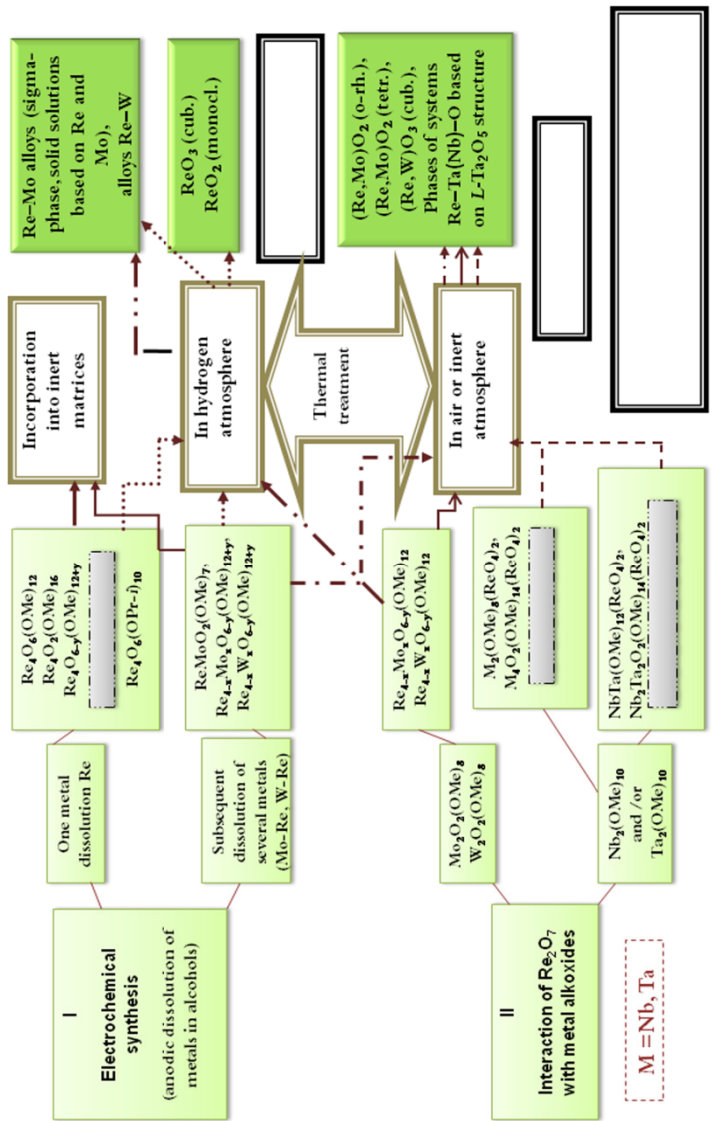 I
Electrochemical
synthesis
(anodic dissolution of
metals in alcohols)
II
Interaction of Re₂O₇
with metal alkoxides
M = Nb, Ta
One metal
dissolution Re
Subsequent
dissolution of
several metals
(Mo-Re, W-Re)
Mo₂O₂(OMe)₈
W₂O₂(OMe)₈
Nb₂(OMe)₁₀
and /or
Ta₂(OMe)₁₀
Re₄O₆(OMe)₁₂
Re₄O₂(OMe)₁₆
Re₄O₆₋y(OMe)₁₂₊y
Re₄O₆(OPr-i)₁₀
ReMoO₂(OMe)₇,
Re₄₋ₓMoₓO₆₋y(OMe)₁₂₊y,
Re₄₋ₓWₓO₆₋y(OMe)₁₂₊y
Re₄₋ₓMoₓO₆₋y(OMe)₁₂
Re₄₋ₓWₓO₆₋y(OMe)₁₂
M₂(OMe)₈(ReO₄)₂,
M₄O₂(OMe)₁₄(ReO₄)₂
NbTa(OMe)₁₂(ReO₄)₂,
Nb₂Ta₂O₂(OMe)₁₄(ReO₄)₂
Incorporation
into inert
matrices
In hydrogen
atmosphere
Thermal
treatment
In air or inert
atmosphere
Re–Mo alloys (sigma-
phase, solid solutions
based on Re and
Mo),
alloys Re–W
ReO₃ (cub.)
ReO₂ (monocl.)
(Re,Mo)O₂ (o-rh.),
(Re,Mo)O₂ (tetr.),
(Re,W)O₃ (cub.),
Phases of systems
Re–Ta(Nb)–O based
on L-Ta₂O₅ structure